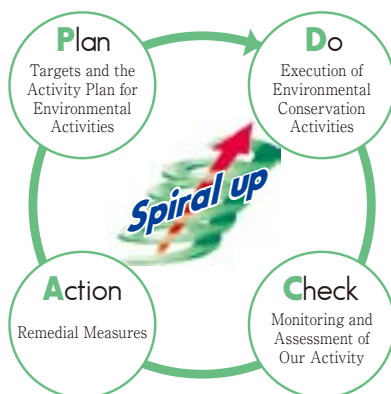 Plan
Targets and the
Activity Plan for
Environmental
Activities
Do
Execution of
Environmental
Conservation
Activities
Spiral up
Action
Remedial Measures
Check
Monitoring and
Assessment of
Our Activity